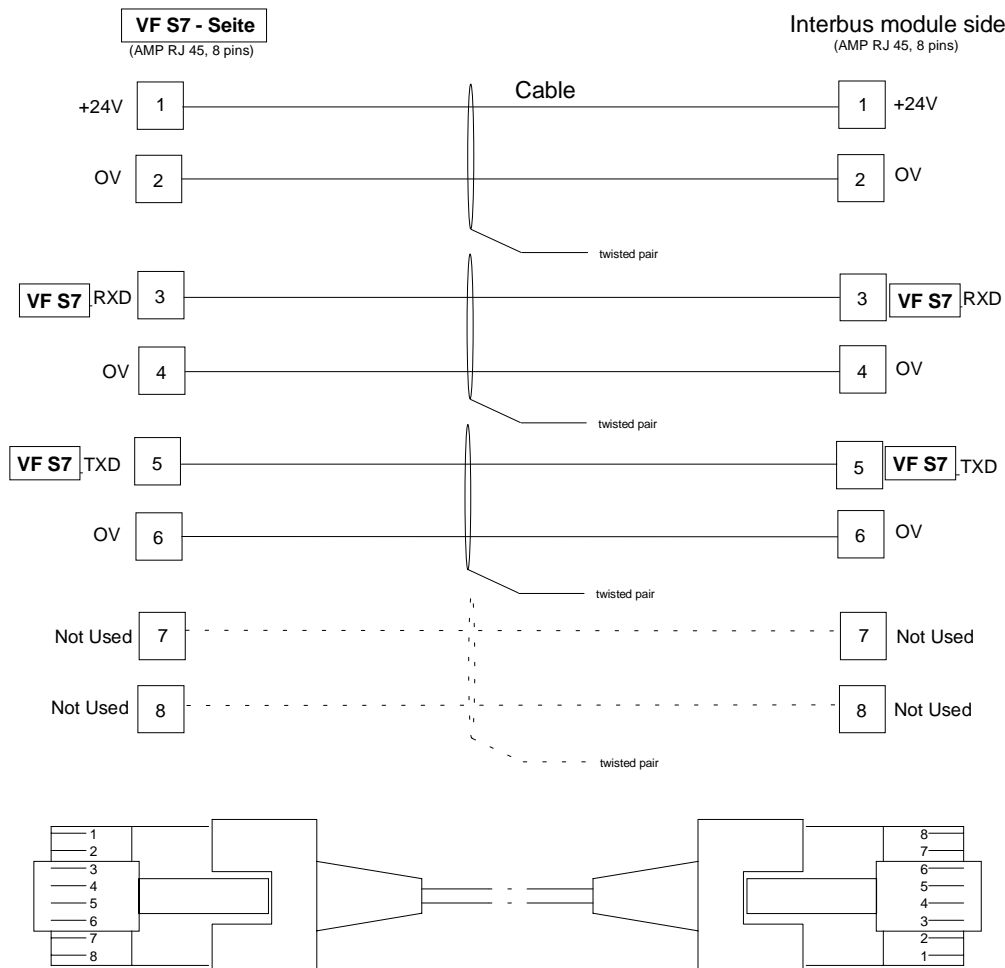 VF S7 - Seite
(AMP RJ 45, 8 pins)
Interbus module side
(AMP RJ 45, 8 pins)
Cable
+24V 1 1 +24V
OV 2 2 OV
twisted pair
VF S7 RXD 3 3 VF S7 RXD
OV 4 4 OV
twisted pair
VF S7 TXD 5 5 VF S7 TXD
OV 6 6 OV
twisted pair
Not Used 7 7 Not Used
Not Used 8 8 Not Used
twisted pair
1 8
2 7
3 6
4 5
5 4
6 3
7 2
8 1